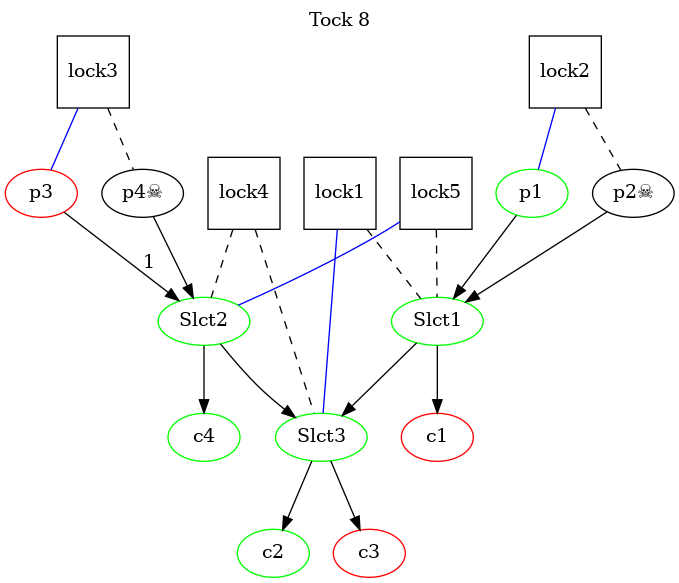 Tock 8
lock3
lock2
p3
p4☠
lock4
lock1
lock5
p1
p2☠
1
Slct2
Slct1
c4
Slct3
c1
c2
c3